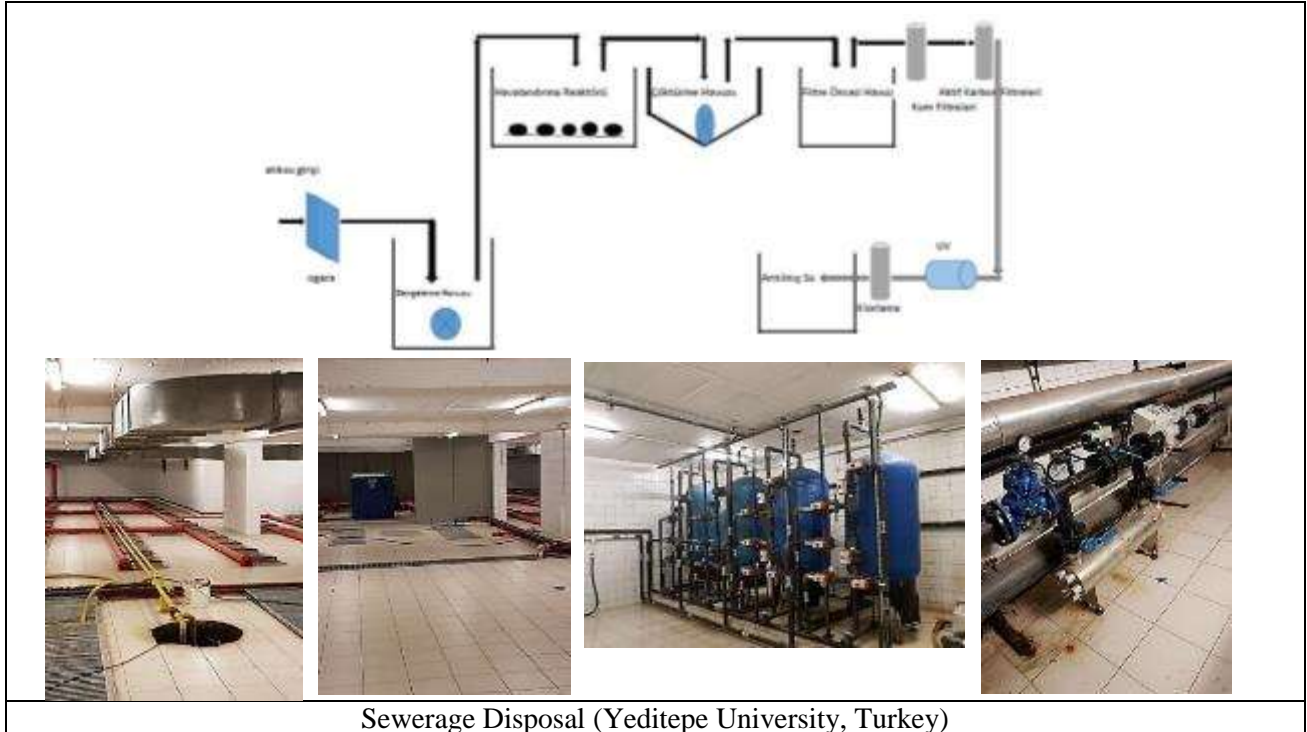 Havalandırma Reaktörü
Çöktürme Havuzu
Filtre Öncesi Havuz
Aktif Karbon Filtreleri
Kum Filtreleri
atıksu girişi
ızgara
Dengeleme Havuzu
UV
Arıtılmış Su
Klorlama
Sewerage Disposal (Yeditepe University, Turkey)